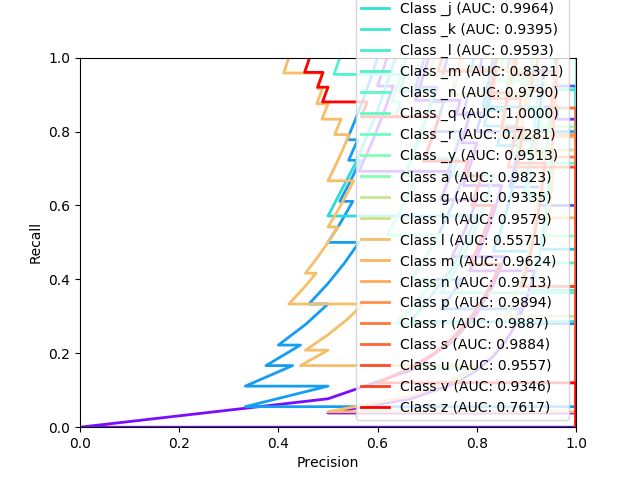 Class _j (AUC: 0.9964)
Class _k (AUC: 0.9395)
Class _l (AUC: 0.9593)
Class _m (AUC: 0.8321)
Class _n (AUC: 0.9790)
Class _q (AUC: 1.0000)
Class _r (AUC: 0.7281)
Class _y (AUC: 0.9513)
Class a (AUC: 0.9823)
Class g (AUC: 0.9335)
Class h (AUC: 0.9579)
Class l (AUC: 0.5571)
Class m (AUC: 0.9624)
Class n (AUC: 0.9713)
Class p (AUC: 0.9894)
Class r (AUC: 0.9887)
Class s (AUC: 0.9884)
Class u (AUC: 0.9557)
Class v (AUC: 0.9346)
Class z (AUC: 0.7617)
1.0
0.8
0.6
0.4
0.2
0.0
Recall
0.0 0.2 0.4 0.6 0.8 1.0
Precision